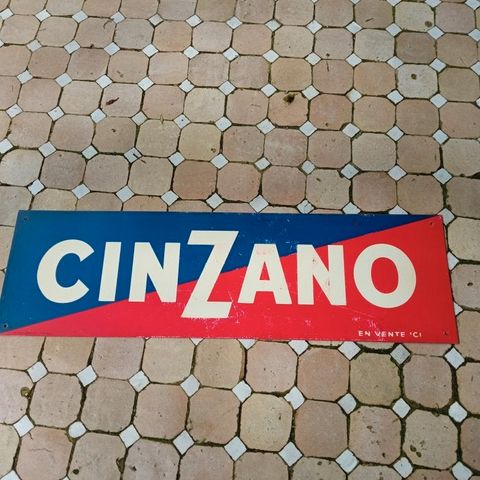 CINZANO
EN VENTE ICI